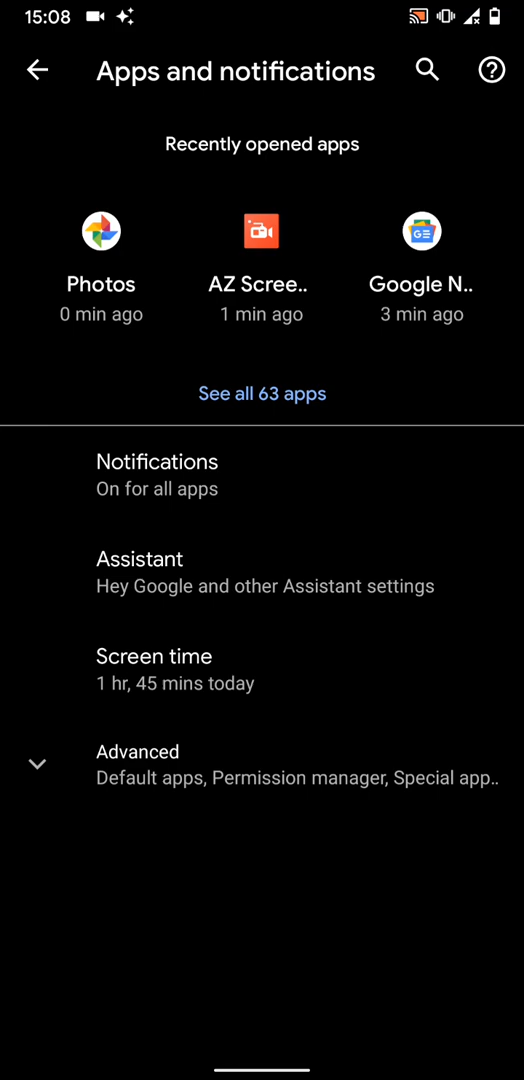 15:08
Apps and notifications
Recently opened apps
Photos
AZ Scree..
Google N..
0 min ago
1 min ago
3 min ago
See all 63 apps
Notifications
On for all apps
Assistant
Hey Google and other Assistant settings
Screen time
1 hr, 45 mins today
Advanced
Default apps, Permission manager, Special app..